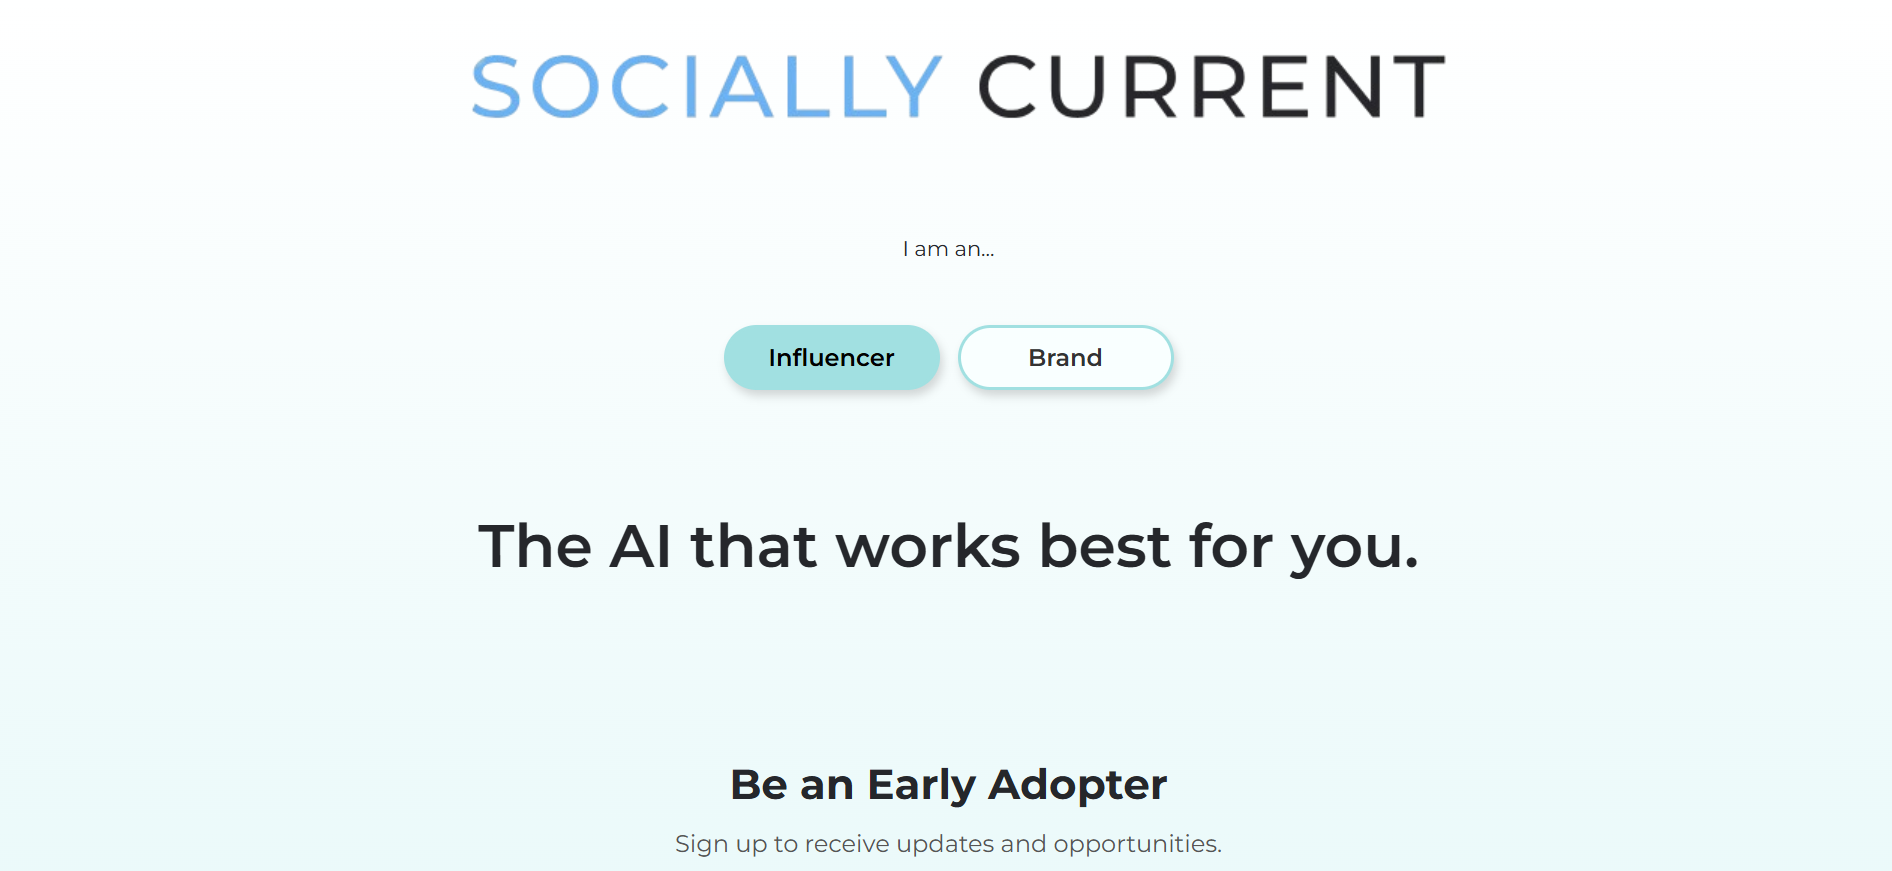 SOCIALLY CURRENT
I am an...
Influencer
Brand
The AI that works best for you.
Be an Early Adopter
Sign up to receive updates and opportunities.